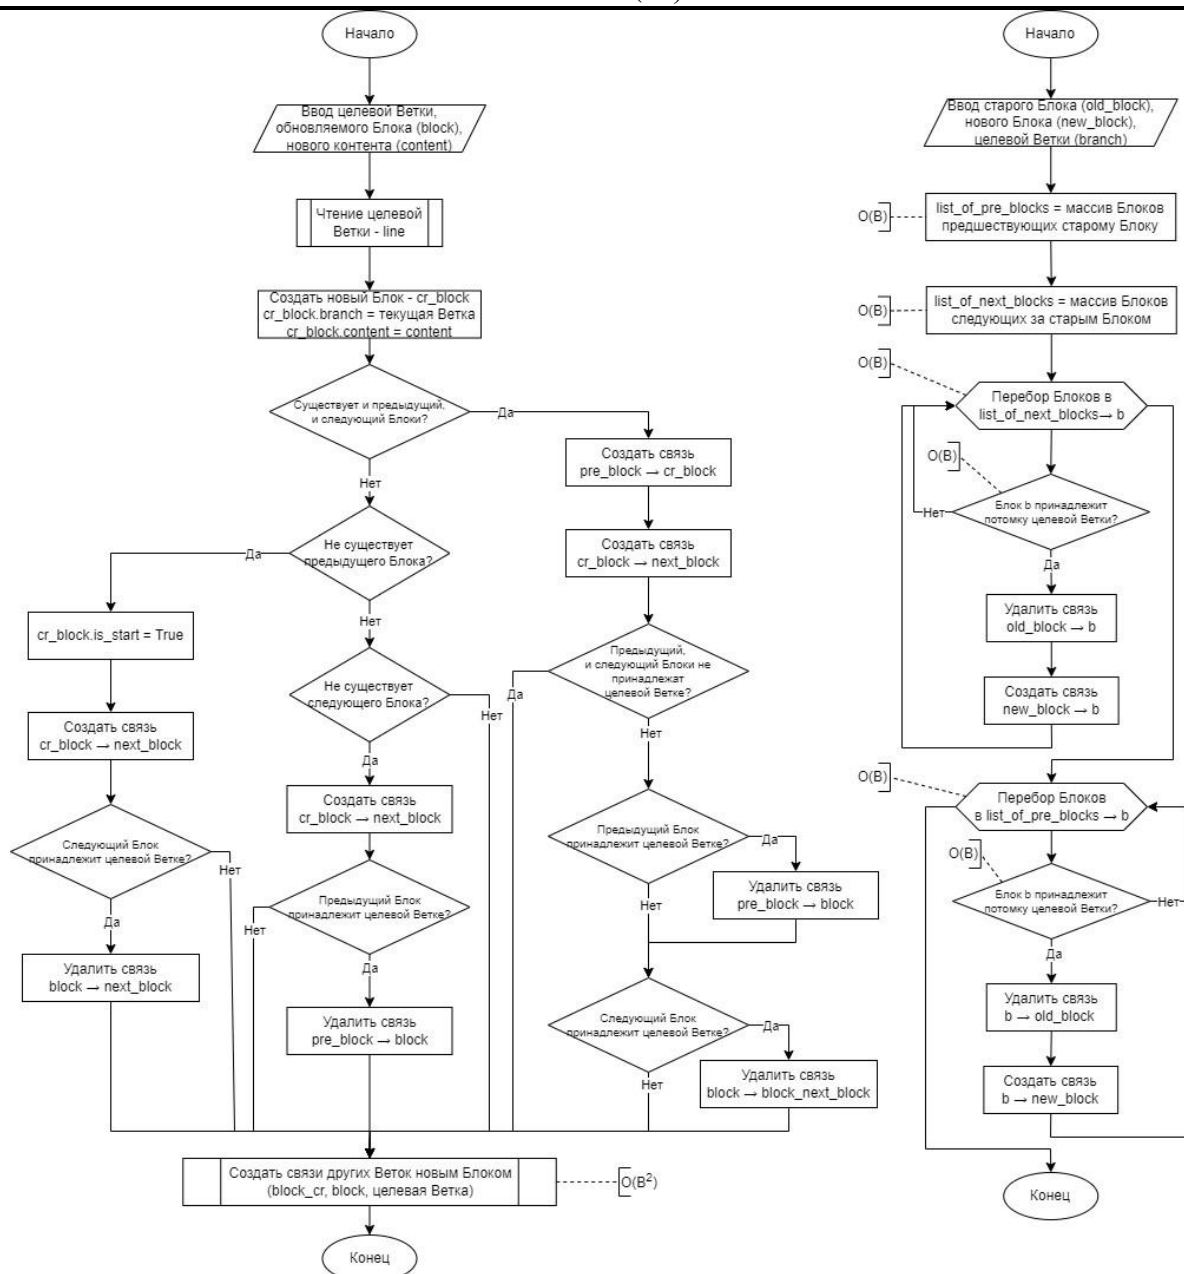 Начало
Ввод целевой Ветки,
обновляемого Блока (block),
нового контента (content)
Чтение целевой
Ветки - line
Создать новый Блок - cr_block
cr_block.branch = текущая Ветка
cr_block.content = content
Существует и предыдущий,
и следующий Блоки?
Да
Нет
Создать связь
pre_block → cr_block
Создать связь
cr_block → next_block
Не существует
предыдущего Блока?
Да
Нет
cr_block.is_start = True
Создать связь
cr_block → next_block
Следующий Блок
принадлежит целевой Ветке?
Нет
Да
Удалить связь
block → next_block
Не существует
следующего Блока?
Нет
Да
Создать связь
cr_block → next_block
Предыдущий Блок
принадлежит целевой Ветке?
Нет
Да
Удалить связь
pre_block → block
Предыдущий,
и следующий Блоки не
принадлежат
целевой Ветке?
Да
Нет
Предыдущий Блок
принадлежит целевой Ветке?
Да
Нет
Удалить связь
pre_block → block
Следующий Блок
принадлежит целевой Ветке?
Да
Нет
Удалить связь
block → block_next_block
Создать связи других Веток новым Блоком
(block_cr, block, целевая Ветка)
O(B²)
Конец
Начало
Ввод старого Блока (old_block),
нового Блока (new_block),
целевой Ветки (branch)
O(B)
list_of_pre_blocks = массив Блоков
предшествующих старому Блоку
O(B)
list_of_next_blocks = массив Блоков
следующих за старым Блоком
O(B)
Перебор Блоков в
list_of_next_blocks→ b
O(B)
Блок b принадлежит
потомку целевой Ветки?
Нет
Да
Удалить связь
old_block → b
Создать связь
new_block → b
O(B)
Перебор Блоков
в list_of_pre_blocks → b
O(B)
Блок b принадлежит
потомку целевой Ветки?
Нет
Да
Удалить связь
b → old_block
Создать связь
b → new_block
Конец